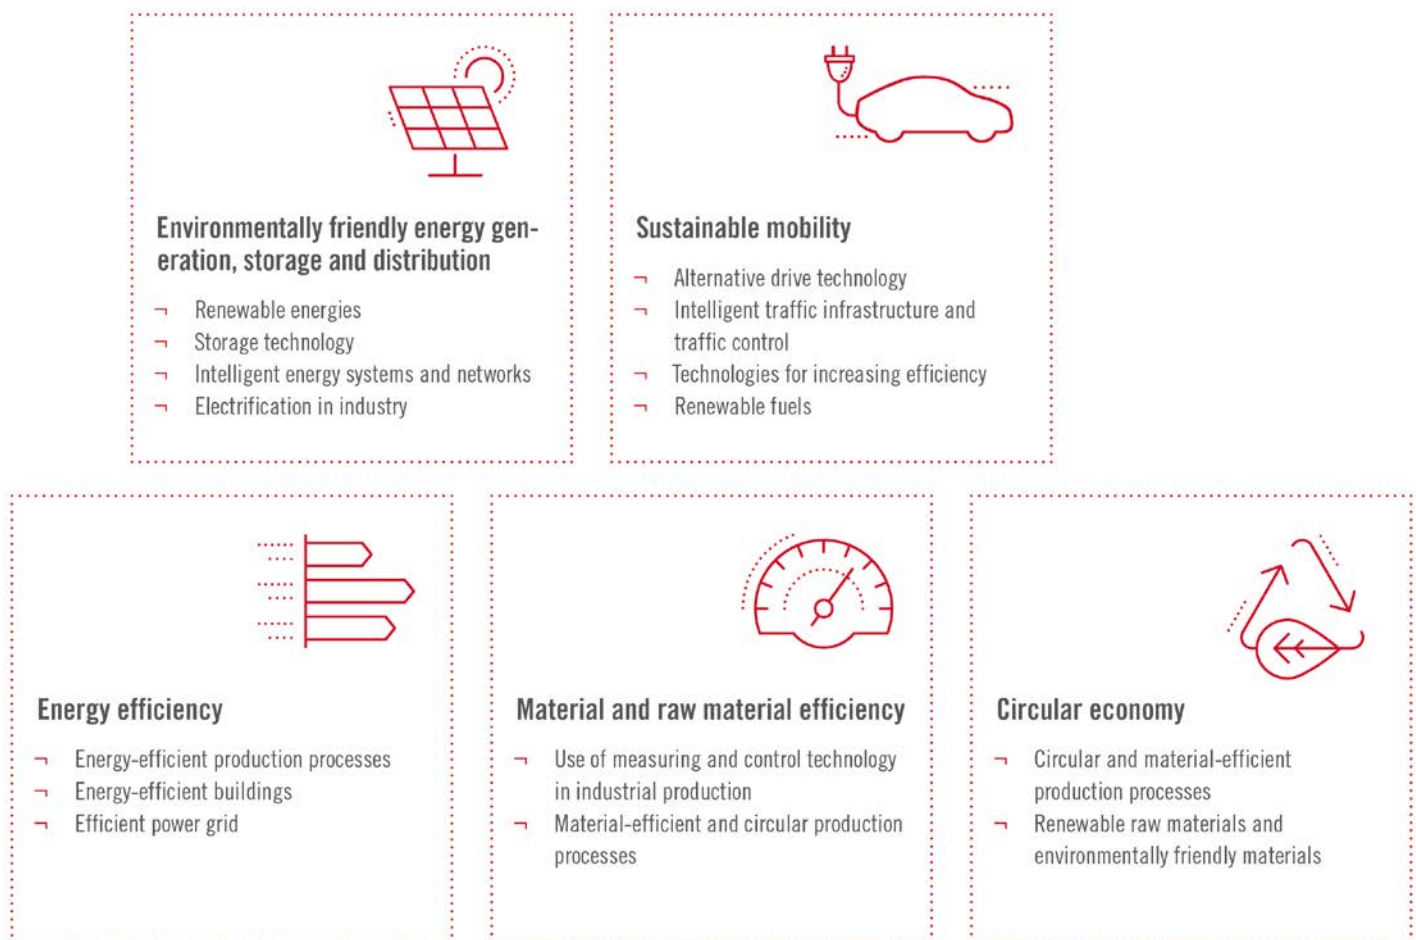 Environmentally friendly energy gen-
eration, storage and distribution
¬ Renewable energies
¬ Storage technology
¬ Intelligent energy systems and networks
¬ Electrification in industry
Sustainable mobility
¬ Alternative drive technology
¬ Intelligent traffic infrastructure and
traffic control
¬ Technologies for increasing efficiency
¬ Renewable fuels
Energy efficiency
¬ Energy-efficient production processes
¬ Energy-efficient buildings
¬ Efficient power grid
Material and raw material efficiency
¬ Use of measuring and control technology
in industrial production
¬ Material-efficient and circular production
processes
Circular economy
¬ Circular and material-efficient
production processes
¬ Renewable raw materials and
environmentally friendly materials